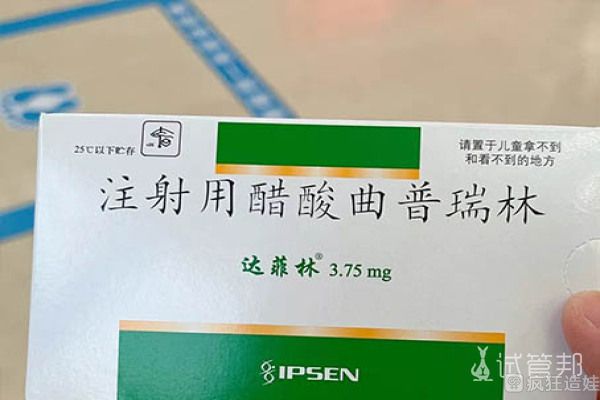 25℃以下贮存
请置于儿童拿不到
和看不到的地方
注射用醋酸曲普瑞林
达菲林® 3.75 mg
IPSEN
试管邦
疯狂造娃